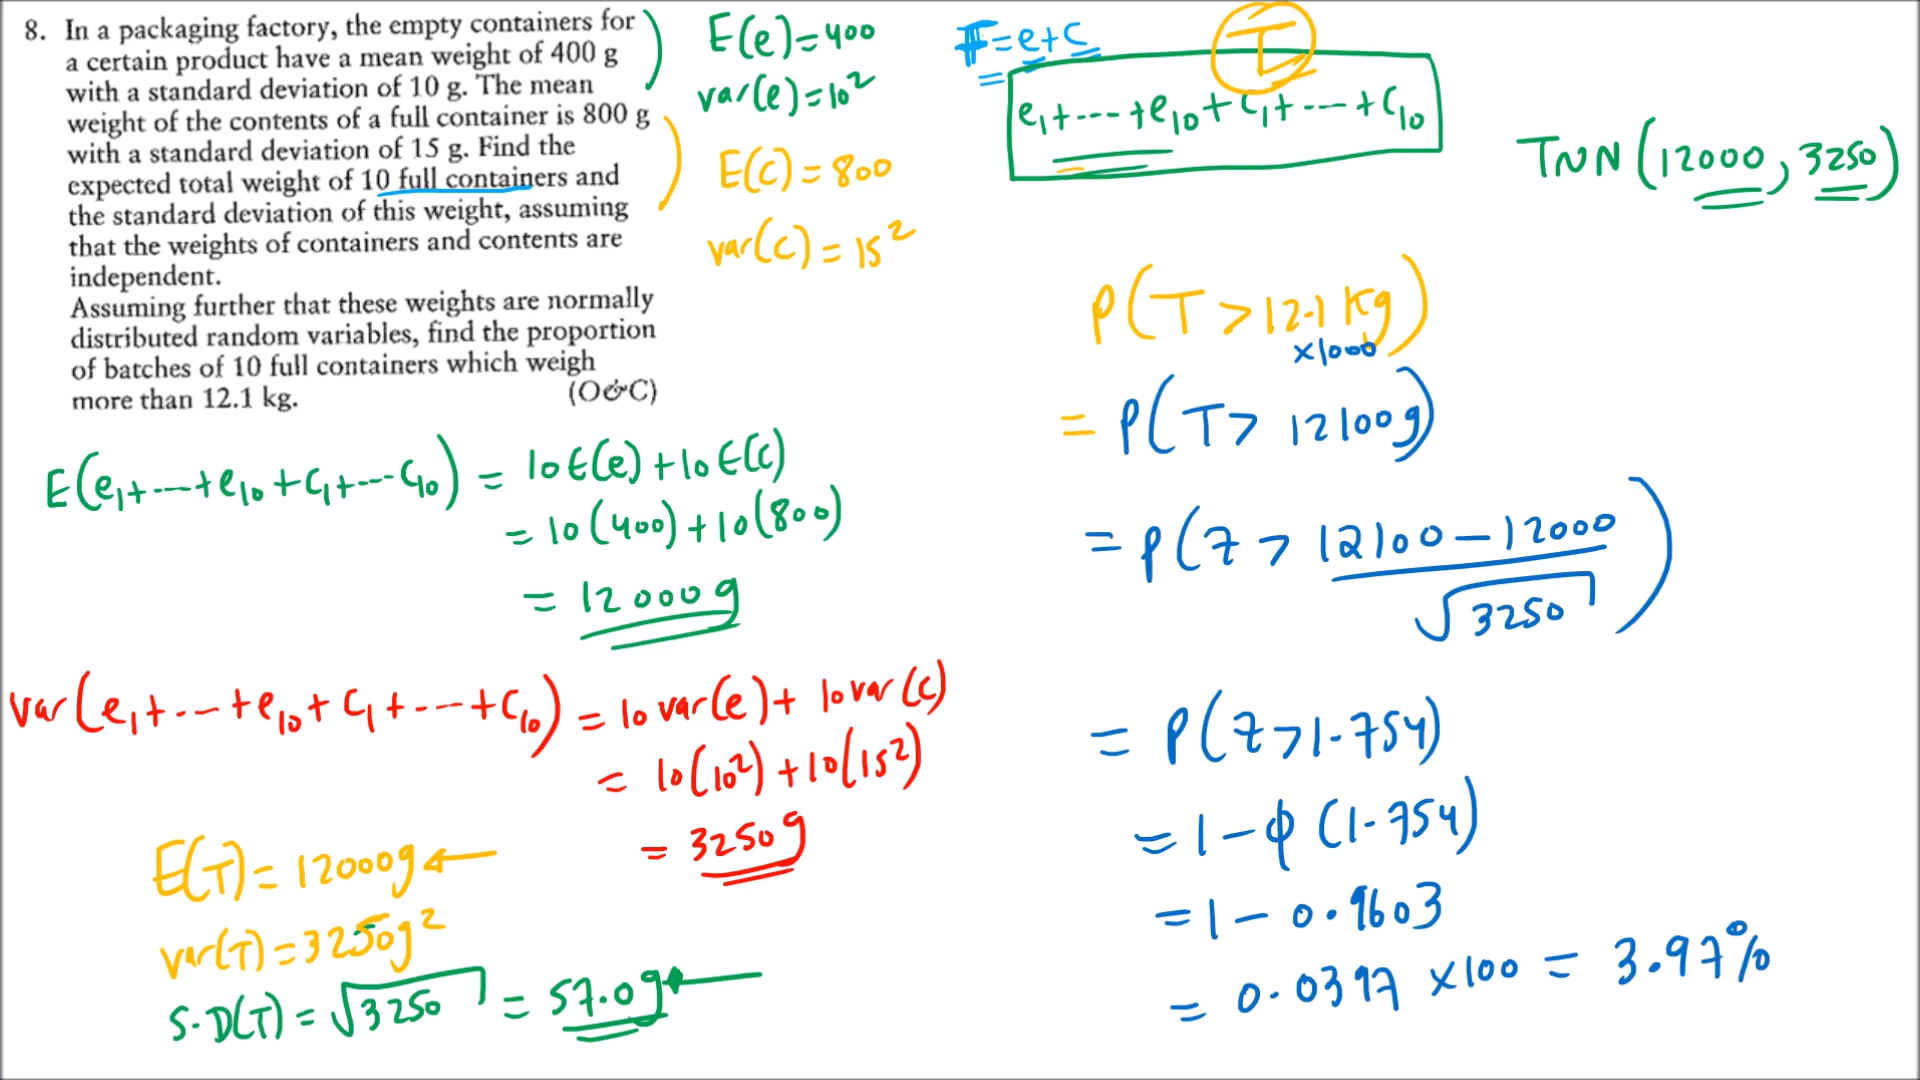 8. In a packaging factory, the empty containers for
a certain product have a mean weight of 400 g
with a standard deviation of 10 g. The mean
weight of the contents of a full container is 800 g
with a standard deviation of 15 g. Find the
expected total weight of 10 full containers and
the standard deviation of this weight, assuming
that the weights of containers and contents are
independent.
Assuming further that these weights are normally
distributed random variables, find the proportion
of batches of 10 full containers which weigh
more than 12.1 kg. (O&C)
E(e)=400
var(e)=10²
E(c)=800
var(c)=15²
F=e+c
T
e₁+----+e₁₀+c₁+----+c₁₀
T~N(12000, 3250)
E(e₁+----+e₁₀+c₁+---c₁₀) = 10E(e)+10E(c)
= 10(400)+10(800)
= 12000g
var(e₁+----+e₁₀+c₁+----+c₁₀) = 10var(e)+10var(c)
= 10(10²)+10(15²)
= 3250g
E(T)=12000g
var(T)=3250g²
S.D(T)=√3250 = 57.0g
P(T>12.1 kg)
×1000
= P(T> 12100g)
= P(Z > 12100-12000
√3250)
= P(Z>1.754)
= 1-φ(1.754)
= 1-0.9603
= 0.0397 ×100 = 3.97%